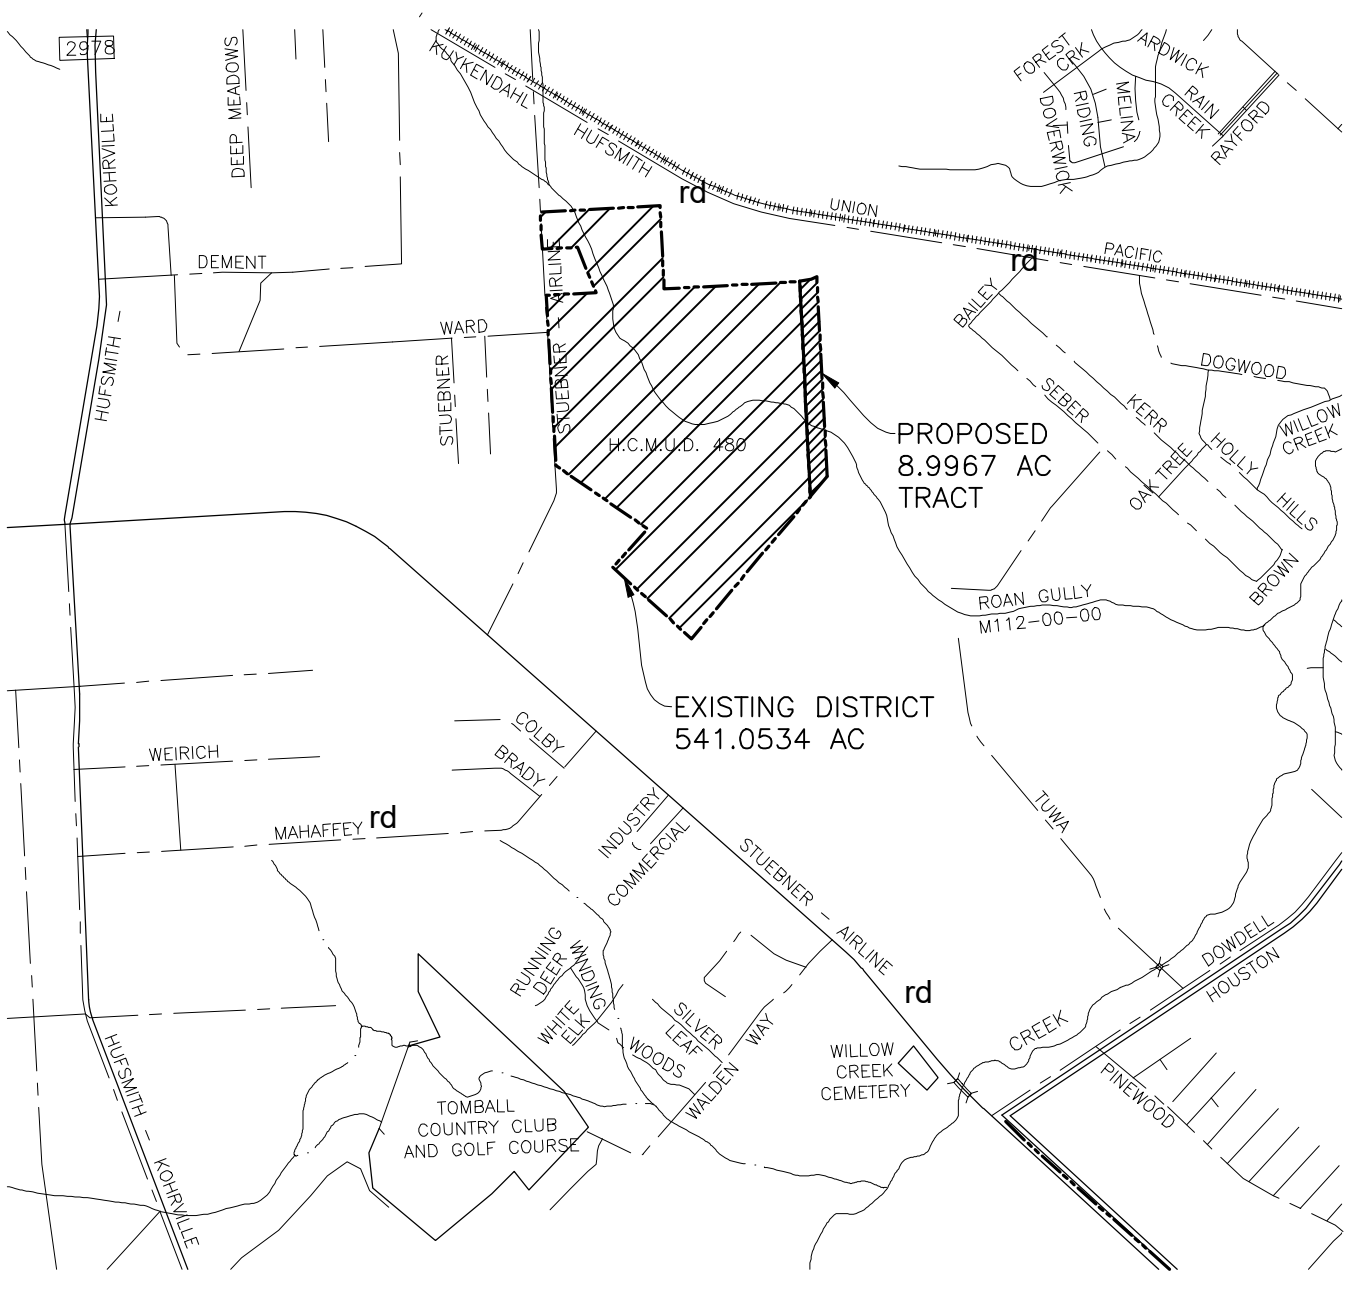 2978
KOHRVILLE
DEEP MEADOWS
KUYKENDAHL
HUFSMITH
rd
UNION
PACIFIC
rd
FOREST
CRK
ARDWICK
RAIN
CREEK
RAYFORD
MELINA
RIDING
DOVERWICK
DEMENT
HUFSMITH -
WARD
STUEBNER
STUEBNER - AIRLINE
H.C.M.U.D. 480
BAILEY
SEBER
KERR
DOGWOOD
WILLOW
CREEK
OAK TREE
HOLLY
HILLS
BROWN
PROPOSED
8.9967 AC
TRACT
ROAN GULLY
M112-00-00
EXISTING DISTRICT
541.0534 AC
COLBY
BRADY
WEIRICH
MAHAFFEY rd
INDUSTRY
COMMERCIAL
STUEBNER - AIRLINE
rd
TUWA
DOWDELL
HOUSTON
RUNNING
DEER
WINDING
WHITE
ELK
WOODS
SILVER
LEAF
WALDEN WAY
WILLOW
CREEK
CEMETERY
CREEK
PINEWOOD
HUFSMITH - KOHRVILLE
TOMBALL
COUNTRY CLUB
AND GOLF COURSE